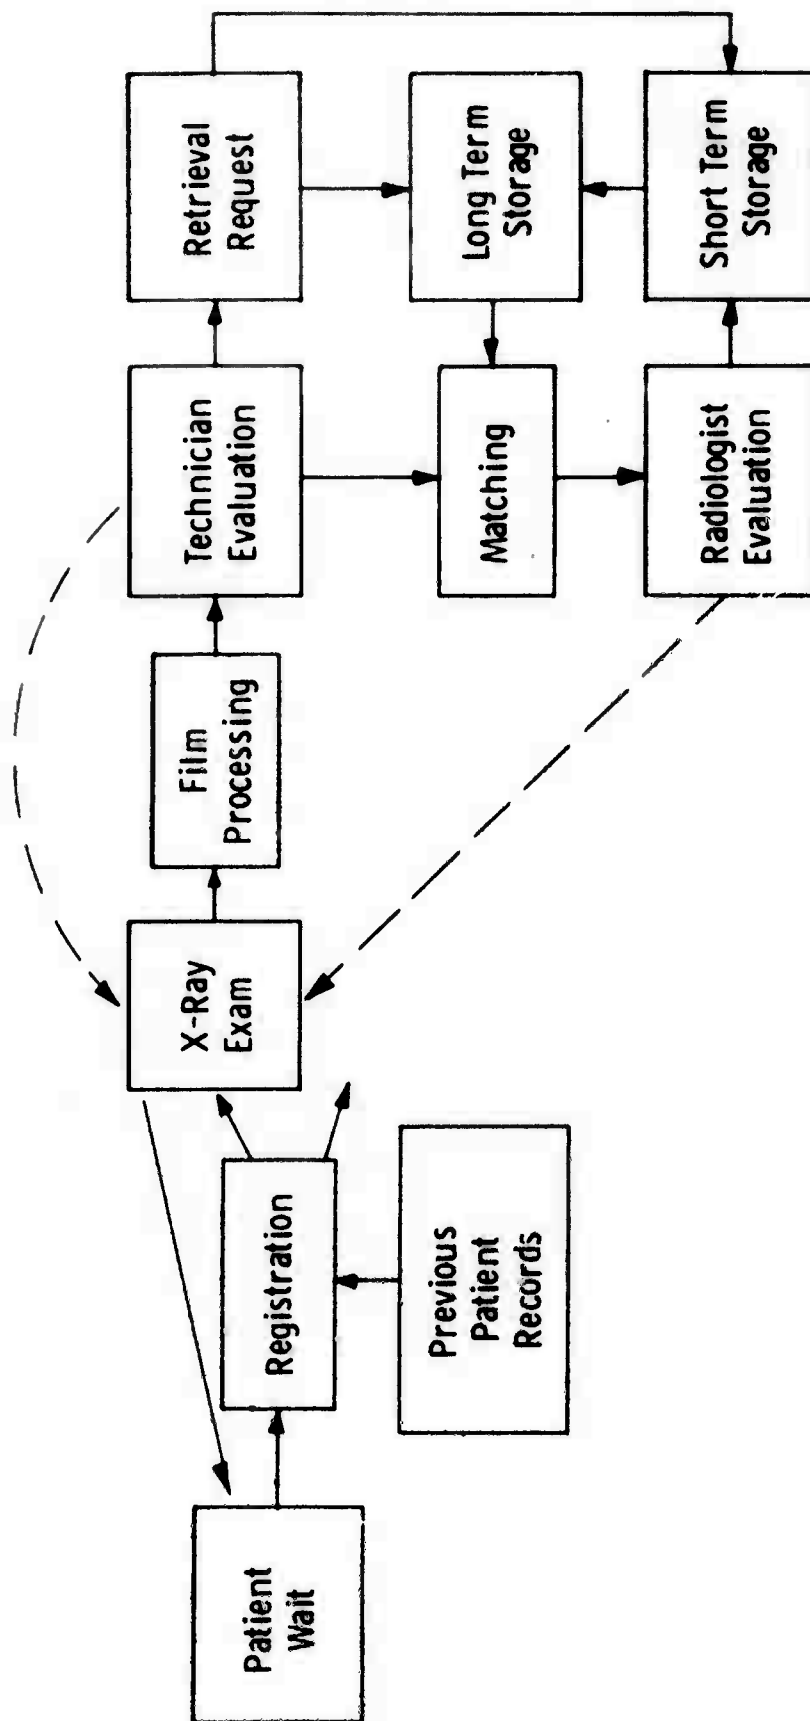 Patient
Wait
Registration
Previous
Patient
Records
X-Ray
Exam
Film
Processing
Technician
Evaluation
Retrieval
Request
Matching
Long Term
Storage
Radiologist
Evaluation
Short Term
Storage